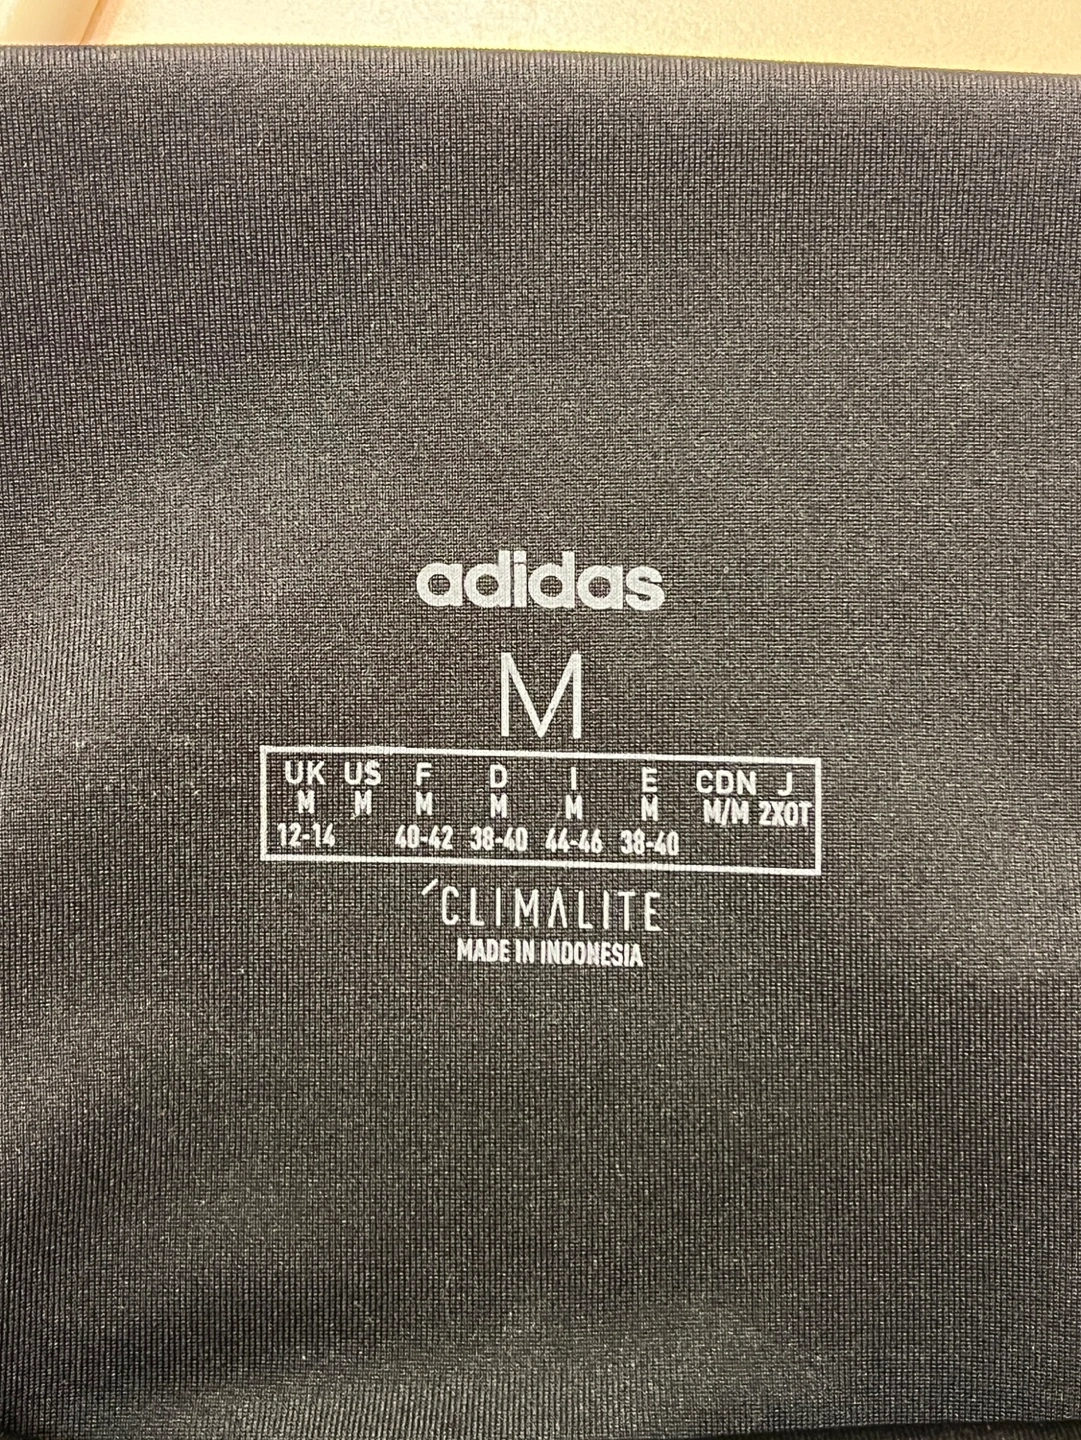 adidas
M
UK US F D I E CDN J
M M M M M M M/M 2XOT
12-14 40-42 38-40 44-46 38-40
CLIMALITE
MADE IN INDONESIA